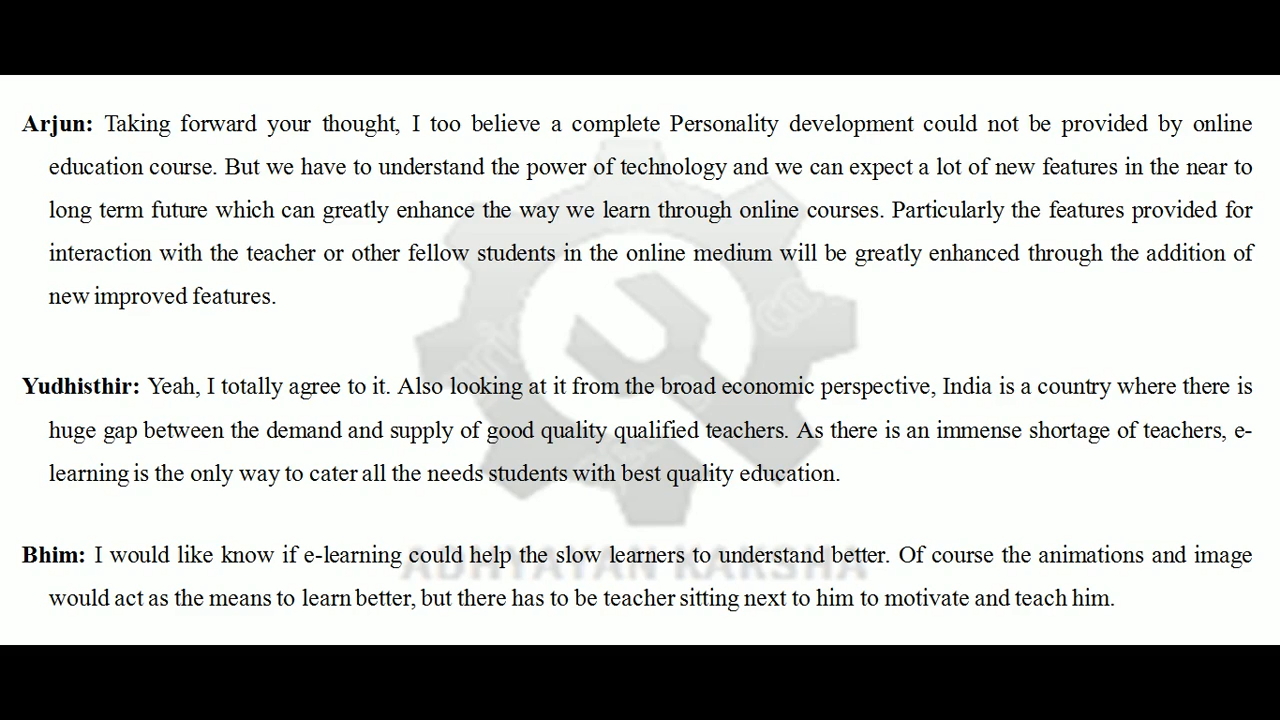 Arjun: Taking forward your thought, I too believe a complete Personality development could not be provided by online
education course. But we have to understand the power of technology and we can expect a lot of new features in the near to
long term future which can greatly enhance the way we learn through online courses. Particularly the features provided for
interaction with the teacher or other fellow students in the online medium will be greatly enhanced through the addition of
new improved features.
Yudhisthir: Yeah, I totally agree to it. Also looking at it from the broad economic perspective, India is a country where there is
huge gap between the demand and supply of good quality qualified teachers. As there is an immense shortage of teachers, e-
learning is the only way to cater all the needs students with best quality education.
Bhim: I would like know if e-learning could help the slow learners to understand better. Of course the animations and image
ADHYAYAN KAKSHA
would act as the means to learn better, but there has to be teacher sitting next to him to motivate and teach him.